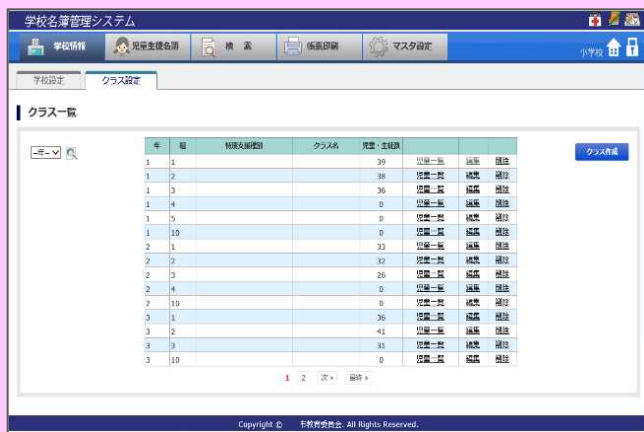 学校名簿管理システム
学校情報 児童生徒名簿 検 索 帳票印刷 マスタ設定 小学校
学校設定 クラス設定
クラス一覧
-年- クラス作成
年 組 特別支援種別 クラス名 児童・生徒数
1 1 39 児童一覧 編集 削除
1 2 38 児童一覧 編集 削除
1 3 36 児童一覧 編集 削除
1 4 0 児童一覧 編集 削除
1 5 0 児童一覧 編集 削除
1 10 0 児童一覧 編集 削除
2 1 33 児童一覧 編集 削除
2 2 32 児童一覧 編集 削除
2 3 26 児童一覧 編集 削除
2 4 0 児童一覧 編集 削除
2 10 0 児童一覧 編集 削除
3 1 36 児童一覧 編集 削除
3 2 41 児童一覧 編集 削除
3 3 31 児童一覧 編集 削除
3 10 0 児童一覧 編集 削除
1 2 次 » 最終 »
Copyright © 市教育委員会. All Rights Reserved.